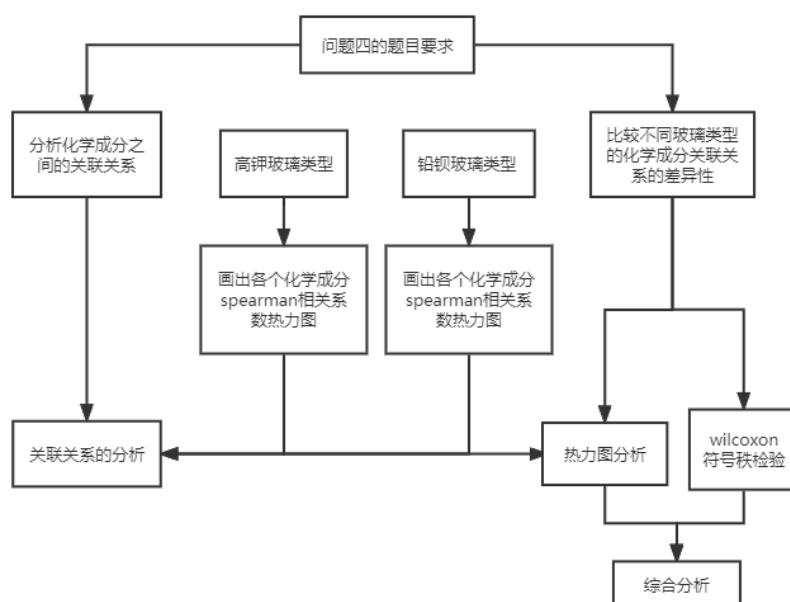 问题四的题目要求
分析化学成分之
间的关联关系
高钾玻璃类型
铅钡玻璃类型
比较不同玻璃类型
的化学成分关联关
系的差异性
画出各个化学成分
spearman相关系
数热力图
画出各个化学成分
spearman相关系
数热力图
关联关系的分析
热力图分析
wilcoxon
符号秩检验
综合分析